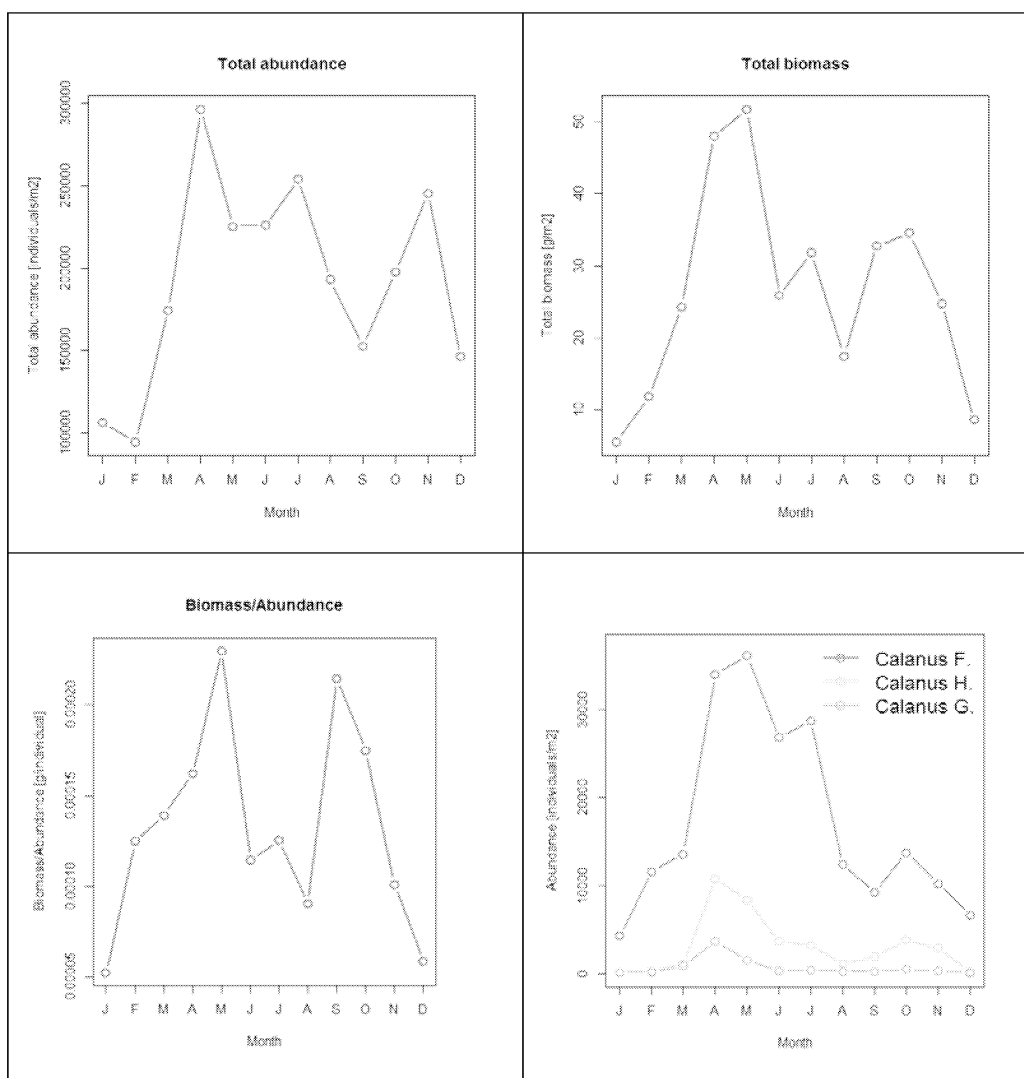 Total abundance
Total abundance [individuals/m2]
300000
250000
200000
150000
100000
J F M A M J J A S O N D
Month
Total biomass
Total biomass [g/m2]
50
40
30
20
10
J F M A M J J A S O N D
Month
Biomass/Abundance
Biomass/Abundance [g/individual]
0.00020
0.00015
0.00010
0.00005
J F M A M J J A S O N D
Month
Calanus F.
Calanus H.
Calanus G.
Abundance [individuals/m2]
30000
20000
10000
0
J F M A M J J A S O N D
Month